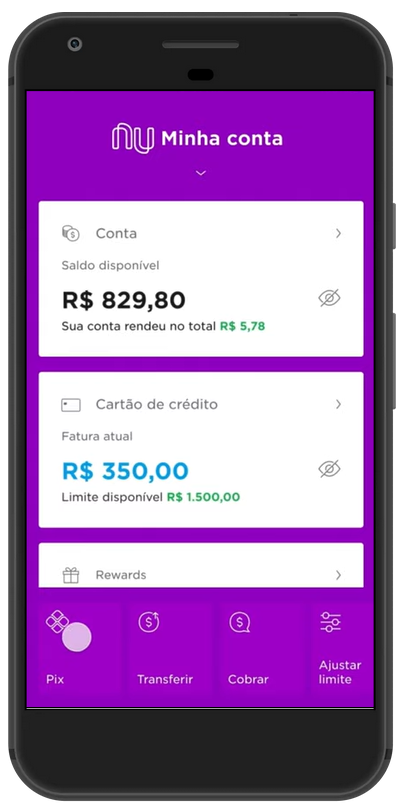 nu Minha conta
Conta
Saldo disponível
R$ 829,80
Sua conta rendeu no total R$ 5,78
Cartão de crédito
Fatura atual
R$ 350,00
Limite disponível R$ 1.500,00
Rewards
Pix
Transferir
Cobrar
Ajustar
limite